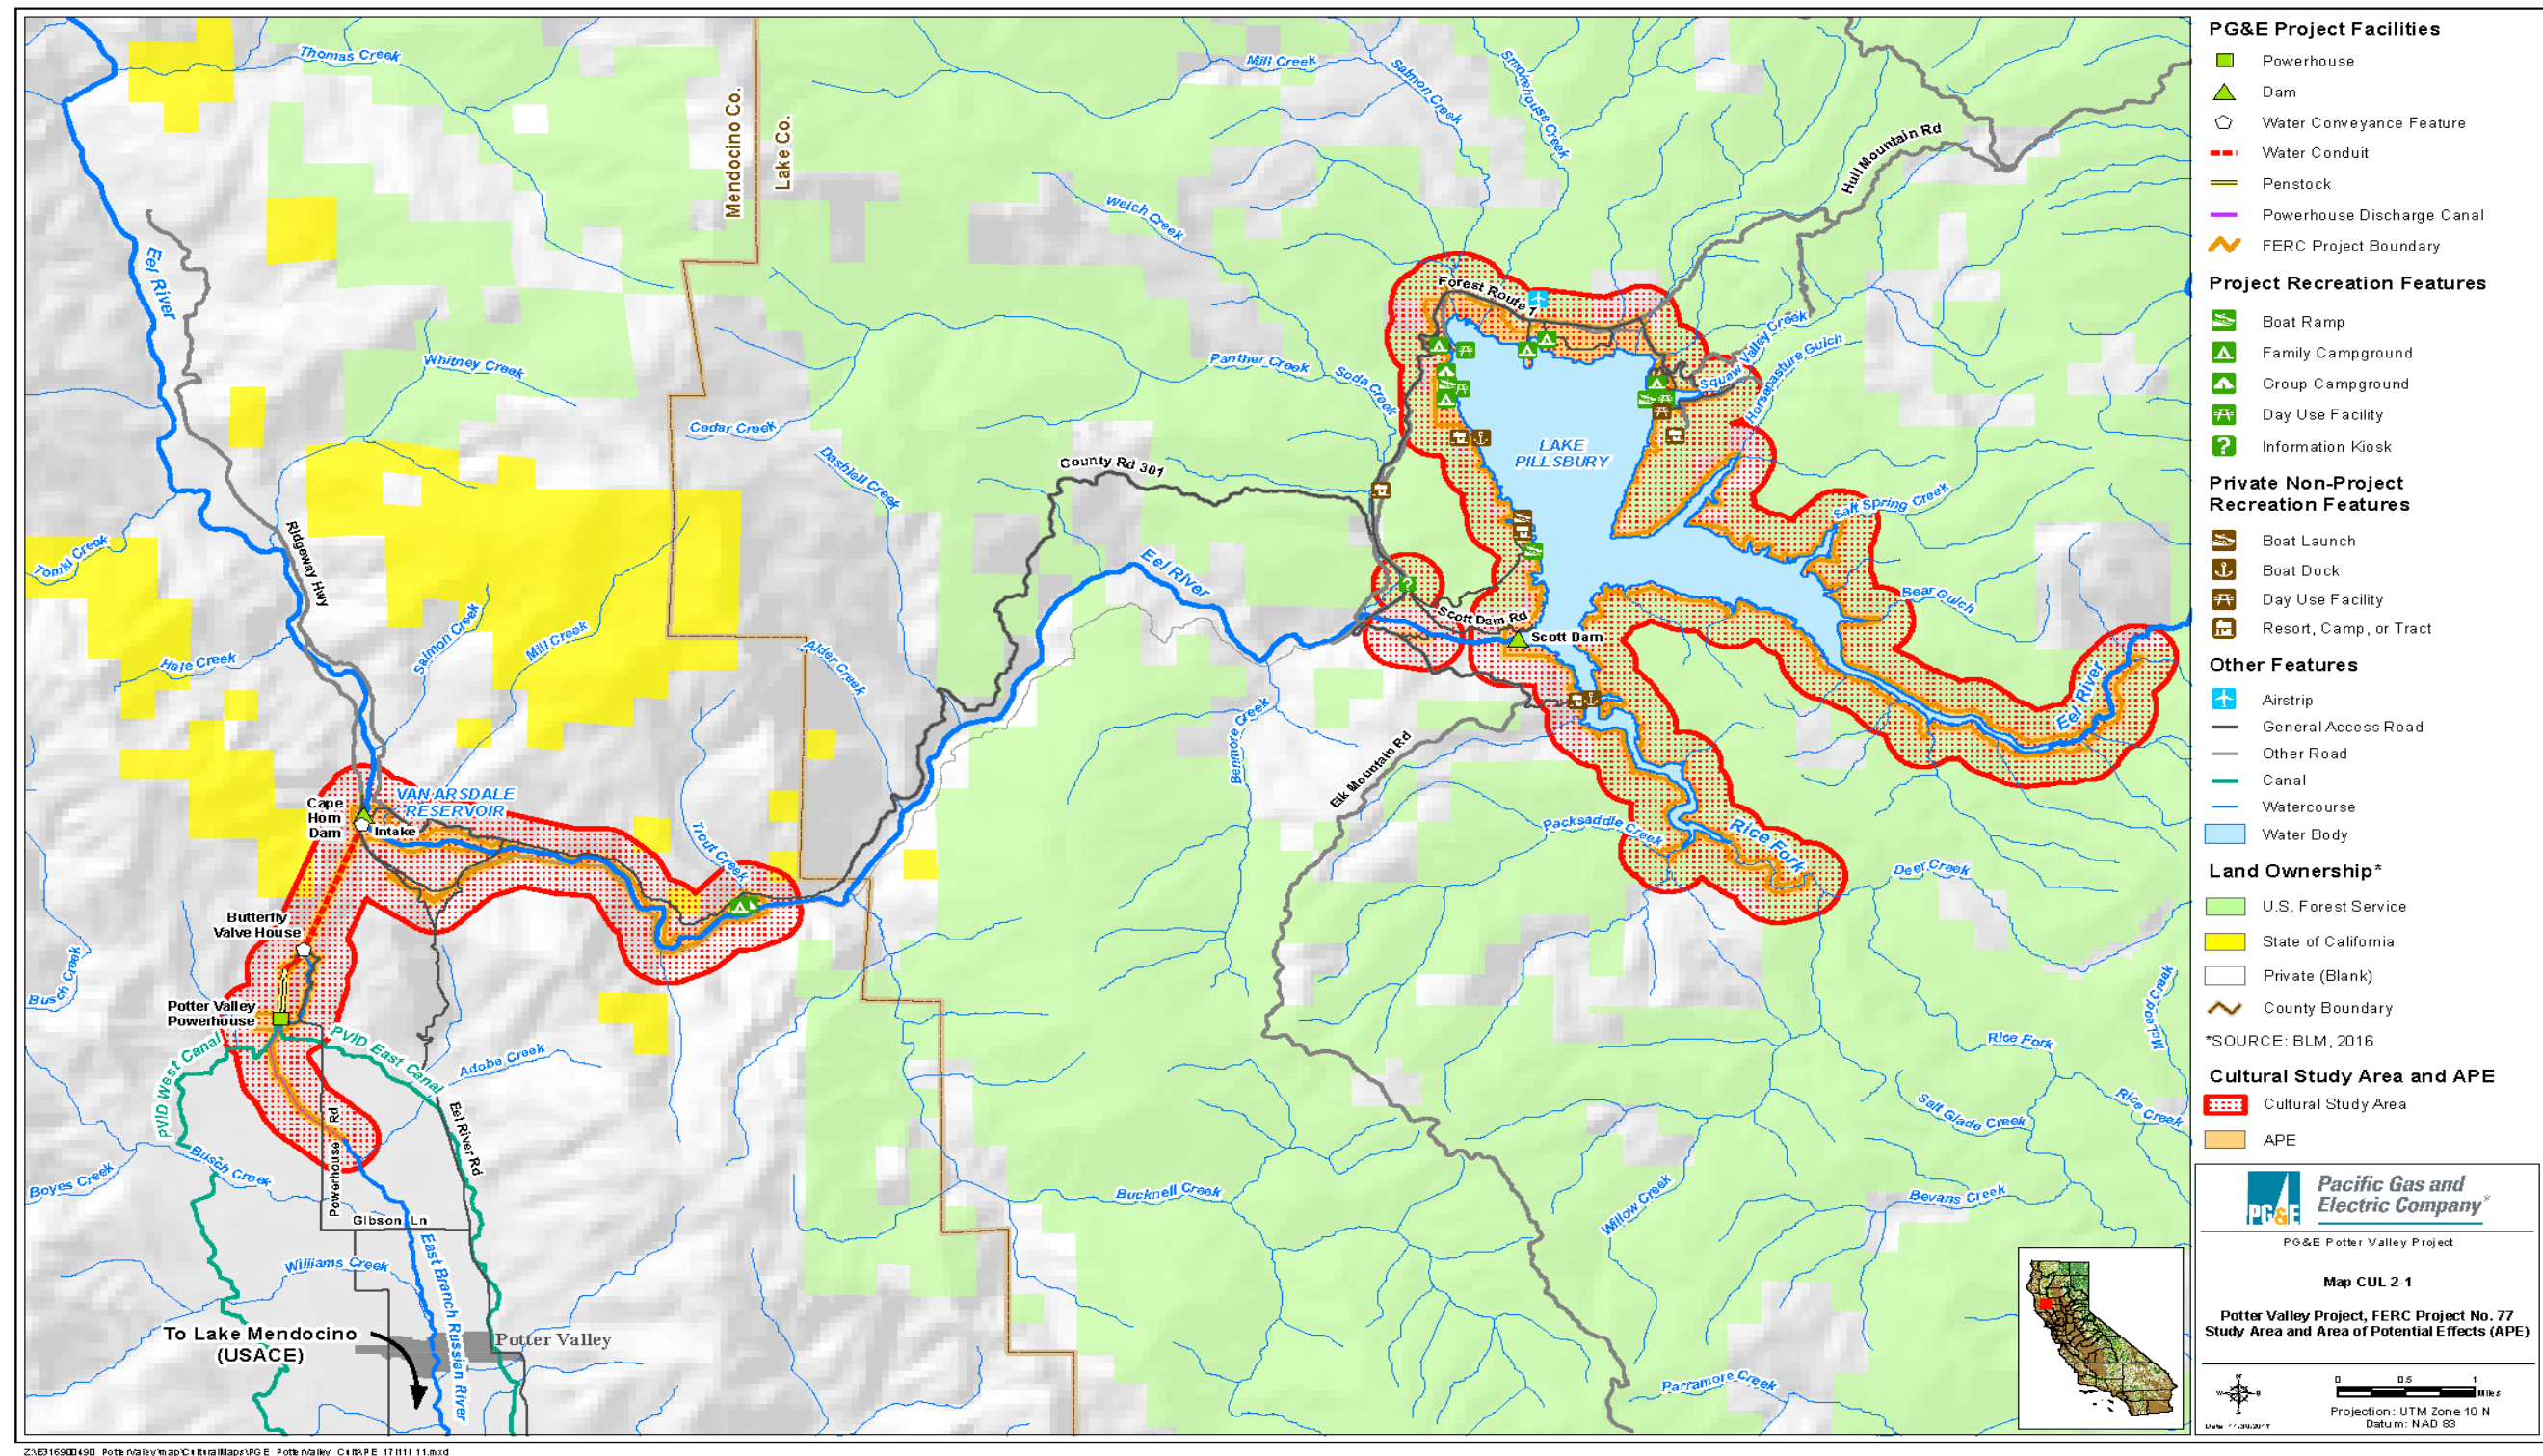 Thomas Creek
Mill Creek
Salmon Creek
Smokehouse Creek
Mendocino Co.
Lake Co.
Hull Mountain Rd
Welch Creek
Eel River
Forest Route 1
Whitney Creek
Panther Creek
Soda Creek
Squaw Valley Creek
Horsepasture Gulch
Cedar Creek
Dashiell Creek
County Rd 301
LAKE
PILLSBURY
Salt Spring Creek
Ridgeway Hwy
Tomki Creek
Eel River
Bear Gulch
Salmon Creek
Mill Creek
Hale Creek
Alder Creek
Scott Dam Rd
Scott Dam
Eel River
Benmore Creek
Elk Mountain Rd
VAN ARSDALE
RESERVOIR
Cape
Horn
Dam
Intake
Trout Creek
Packsaddle Creek
Rice Fork
Deer Creek
Butterfly
Valve House
Busch Creek
Potter Valley
Powerhouse
PVID West Canal
PVID East Canal
Adobe Creek
McLeod Creek
Rice Fork
Rice Creek
Salt Glade Creek
Powerhouse Rd
Eel River Rd
Boyes Creek
Busch Creek
Bucknell Creek
Willow Creek
Bevans Creek
Gibson Ln
Williams Creek
East Branch Russian River
To Lake Mendocino
(USACE)
Potter Valley
Parramore Creek
PG&E Project Facilities
Powerhouse
Dam
Water Conveyance Feature
Water Conduit
Penstock
Powerhouse Discharge Canal
FERC Project Boundary
Project Recreation Features
Boat Ramp
Family Campground
Group Campground
Day Use Facility
Information Kiosk
Private Non-Project
Recreation Features
Boat Launch
Boat Dock
Day Use Facility
Resort, Camp, or Tract
Other Features
Airstrip
General Access Road
Other Road
Canal
Watercourse
Water Body
Land Ownership*
U.S. Forest Service
State of California
Private (Blank)
County Boundary
*SOURCE: BLM, 2016
Cultural Study Area and APE
Cultural Study Area
APE
PG&E
Pacific Gas and
Electric Company*
PG&E Potter Valley Project
Map CUL 2-1
Potter Valley Project, FERC Project No. 77
Study Area and Area of Potential Effects (APE)
N
W E
S
0 0.5 1
Miles
Projection: UTM Zone 10 N
Datum: NAD 83
Date: